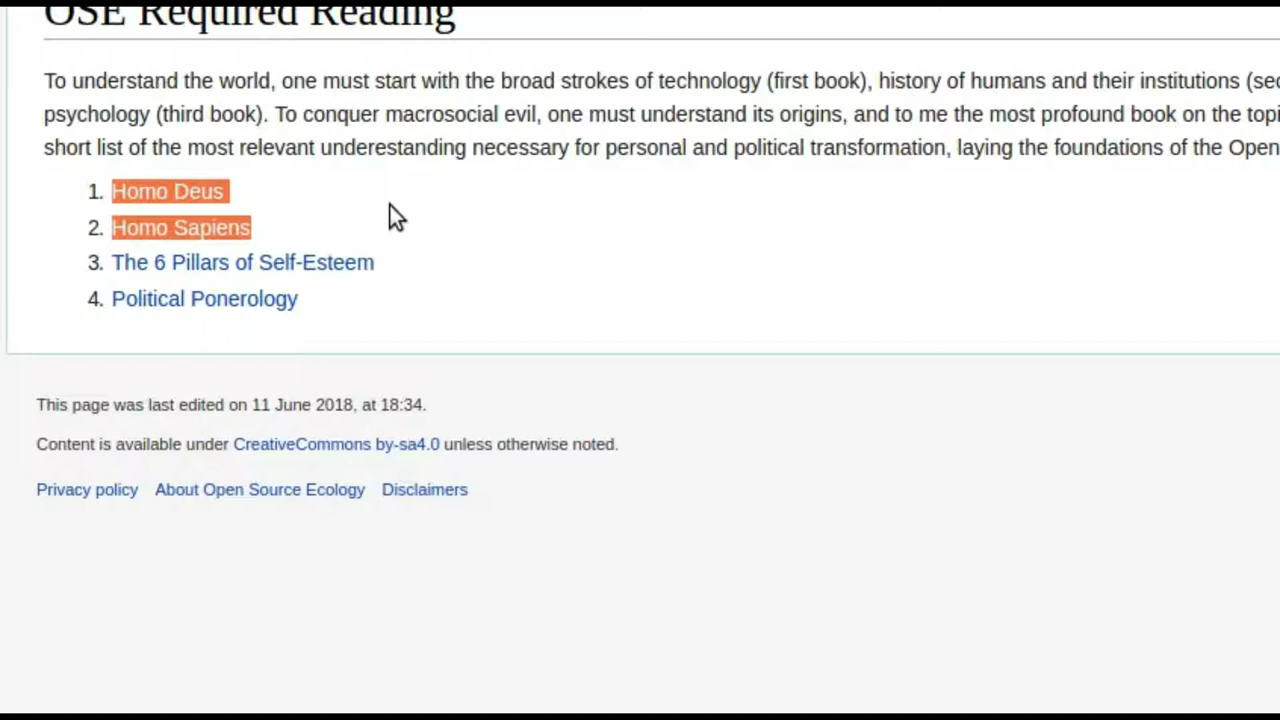 OSE Required Reading
To understand the world, one must start with the broad strokes of technology (first book), history of humans and their institutions
psychology (third book). To conquer macrosocial evil, one must understand its origins, and to me the most profound book on the
short list of the most relevant underestanding necessary for personal and political transformation, laying the foundations of the Open
1. Homo Deus
2. Homo Sapiens
3. The 6 Pillars of Self-Esteem
4. Political Ponerology
This page was last edited on 11 June 2018, at 18:34.
Content is available under CreativeCommons by-sa4.0 unless otherwise noted.
Privacy policy About Open Source Ecology Disclaimers